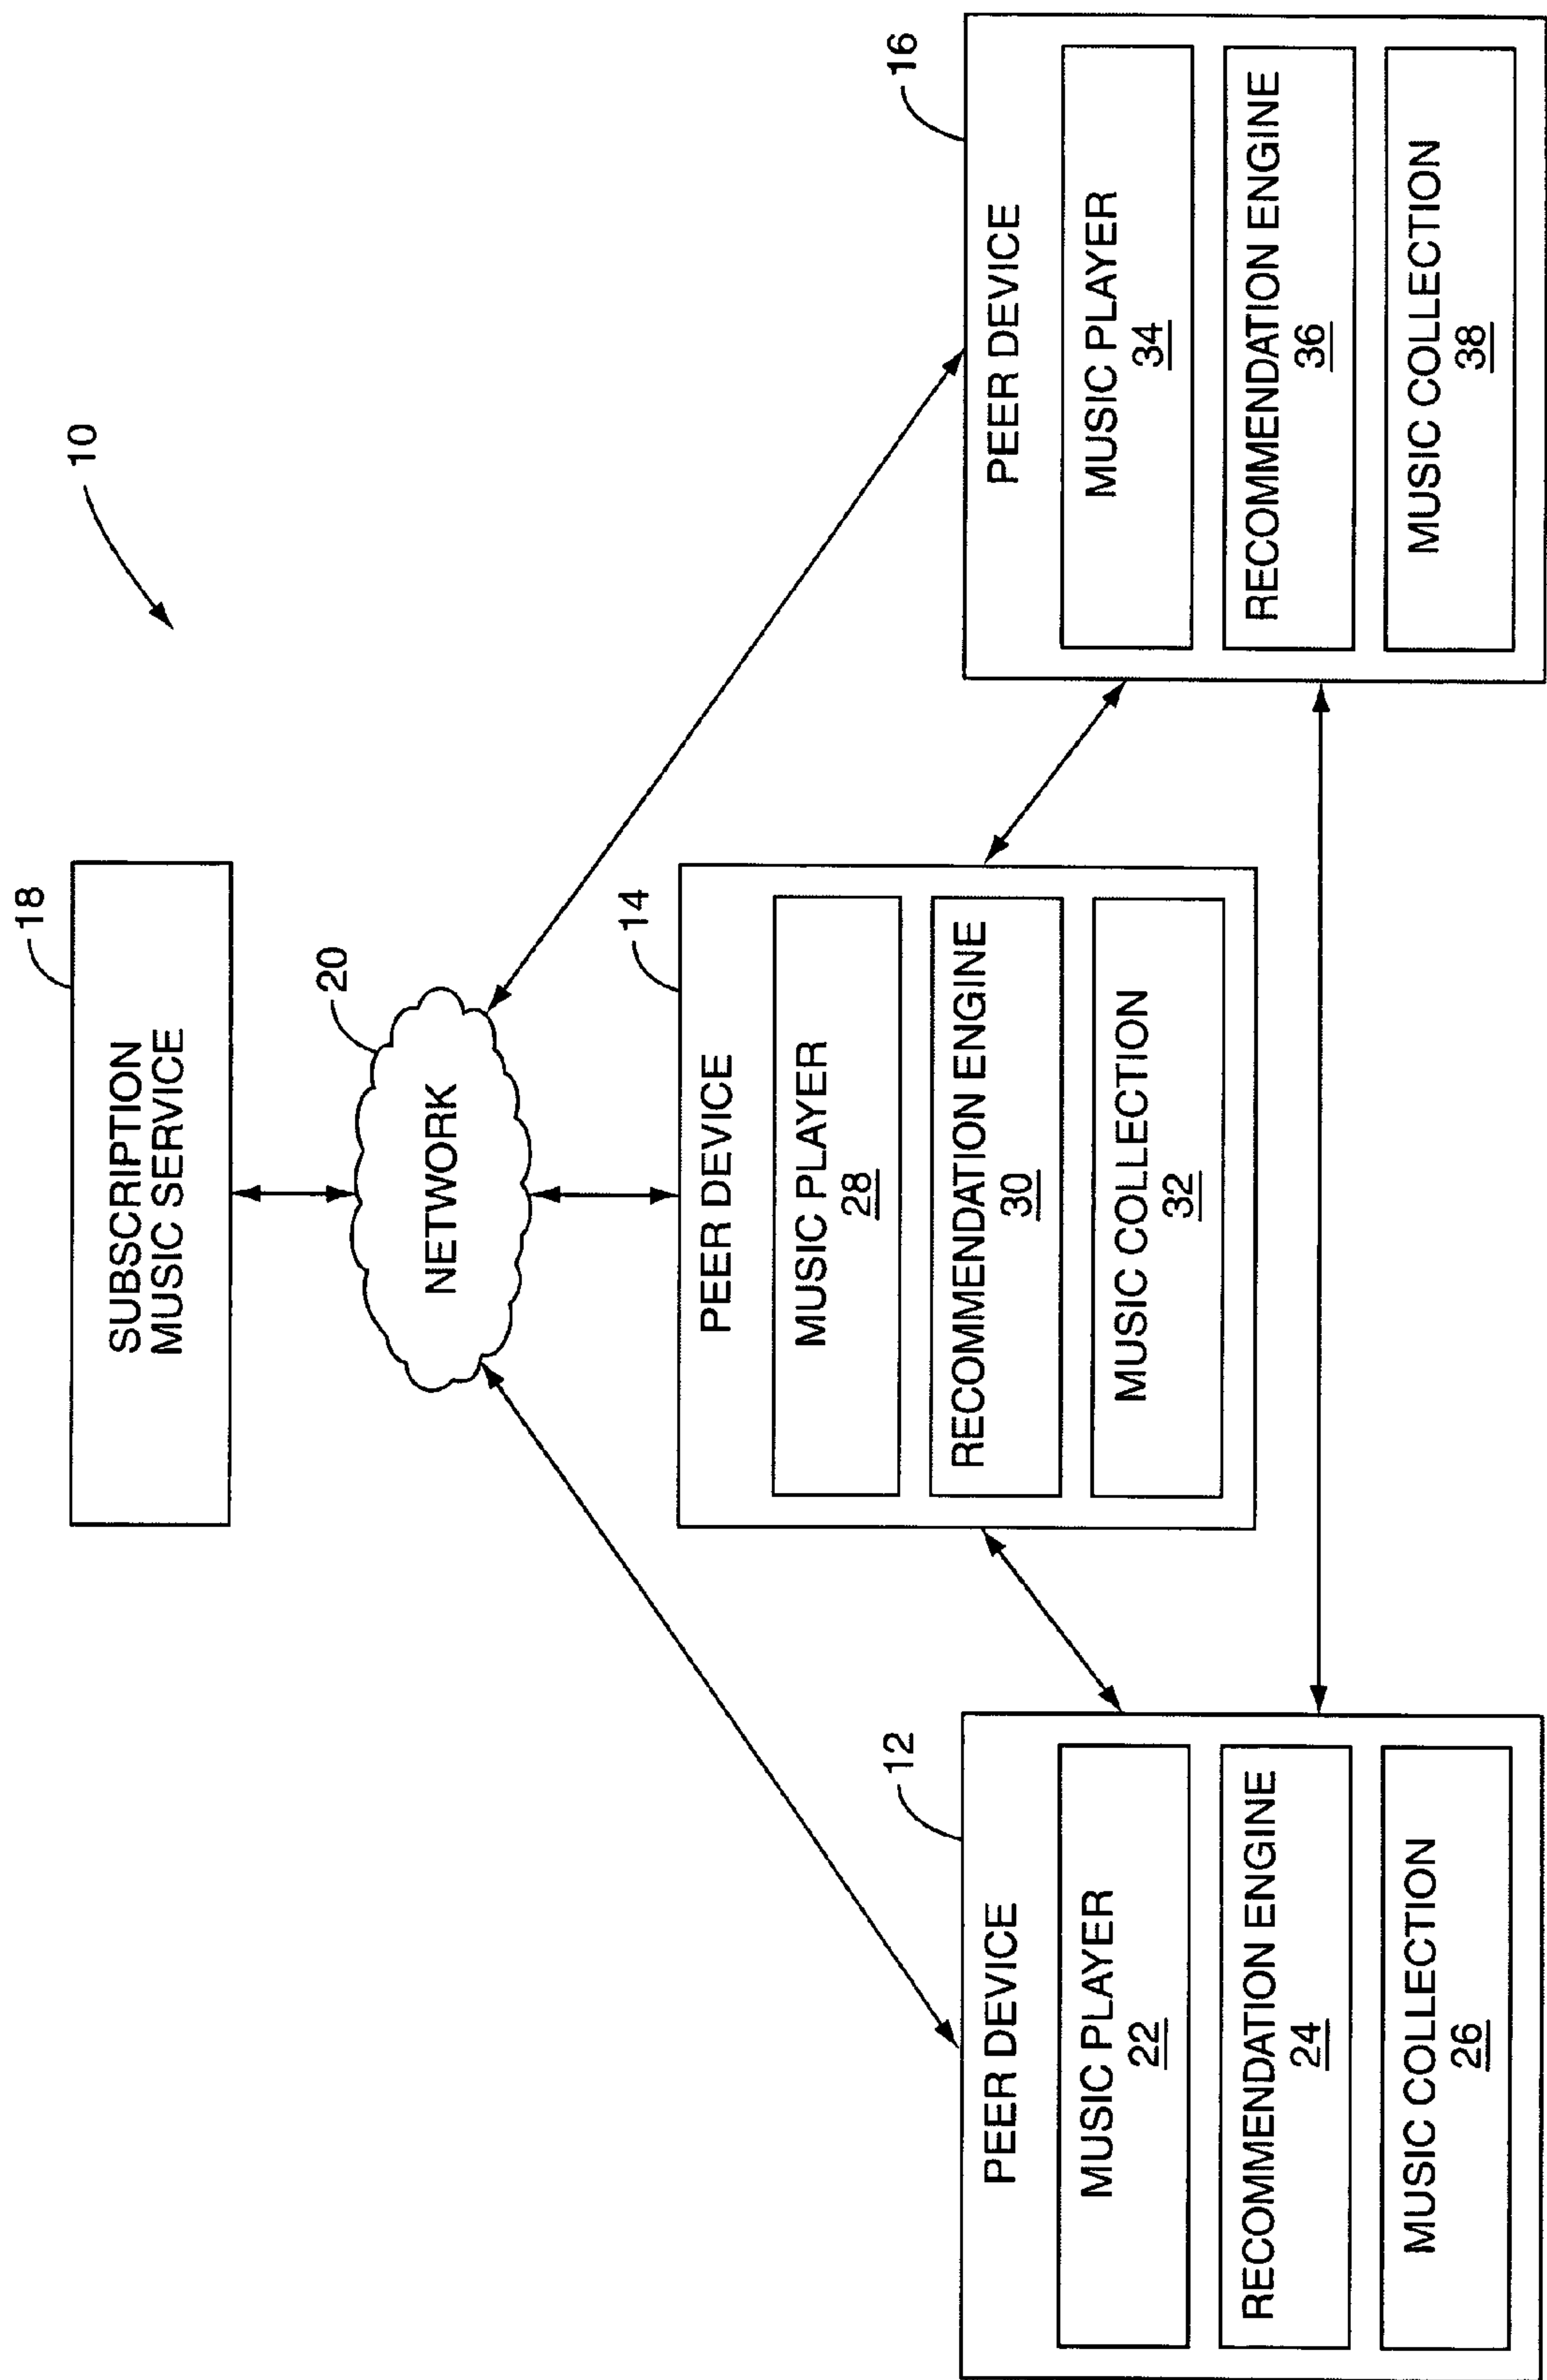 10
18
SUBSCRIPTION
MUSIC SERVICE
20
NETWORK
12
PEER DEVICE
MUSIC PLAYER
22
RECOMMENDATION ENGINE
24
MUSIC COLLECTION
26
14
PEER DEVICE
MUSIC PLAYER
28
RECOMMENDATION ENGINE
30
MUSIC COLLECTION
32
16
PEER DEVICE
MUSIC PLAYER
34
RECOMMENDATION ENGINE
36
MUSIC COLLECTION
38